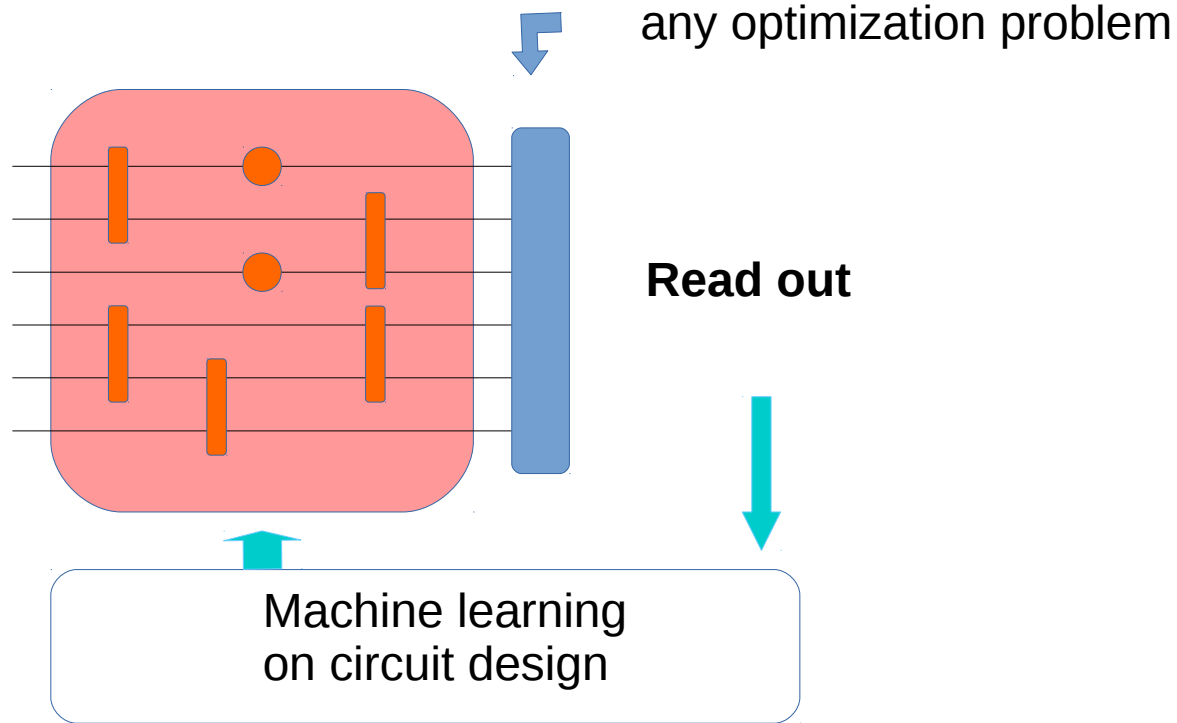 any optimization problem
Read out
Machine learning
on circuit design